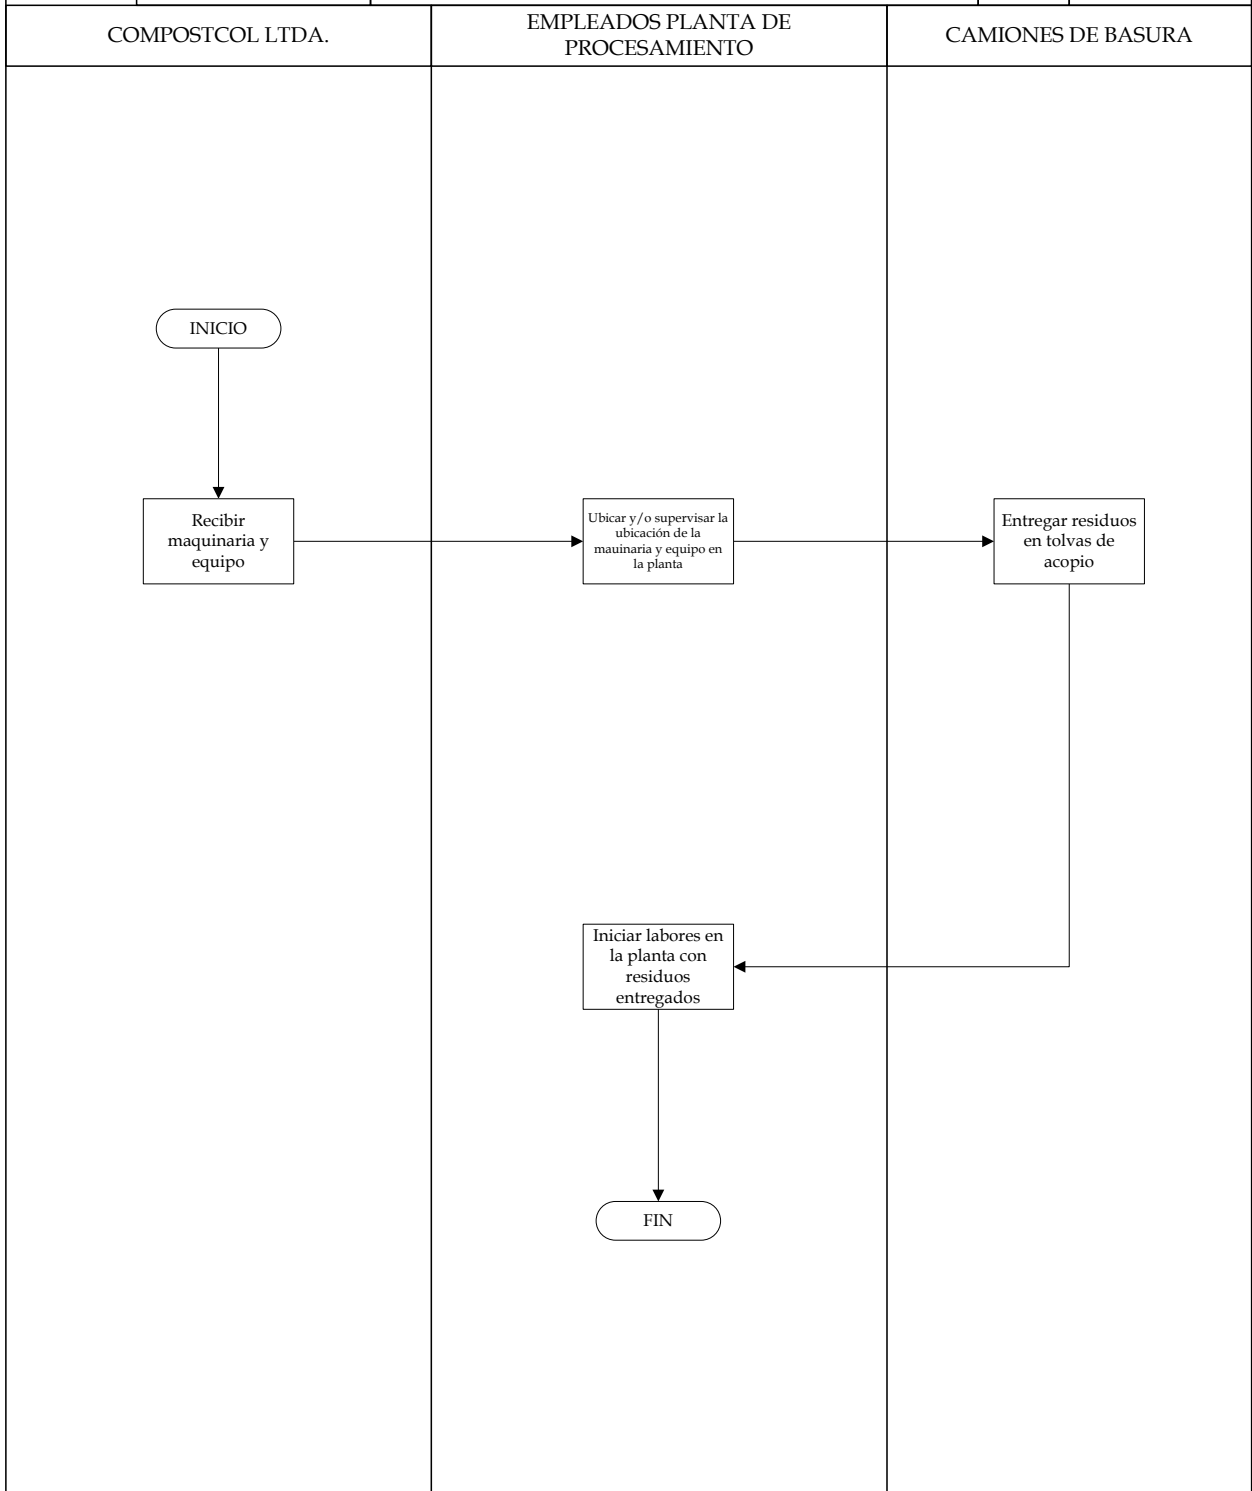 COMPOSTCOL LTDA.
EMPLEADOS PLANTA DE
PROCESAMIENTO
CAMIONES DE BASURA
INICIO
Recibir
maquinaria y
equipo
Ubicar y/o supervisar la
ubicación de la
mauinaria y equipo en
la planta
Entregar residuos
en tolvas de
acopio
Iniciar labores en
la planta con
residuos
entregados
FIN